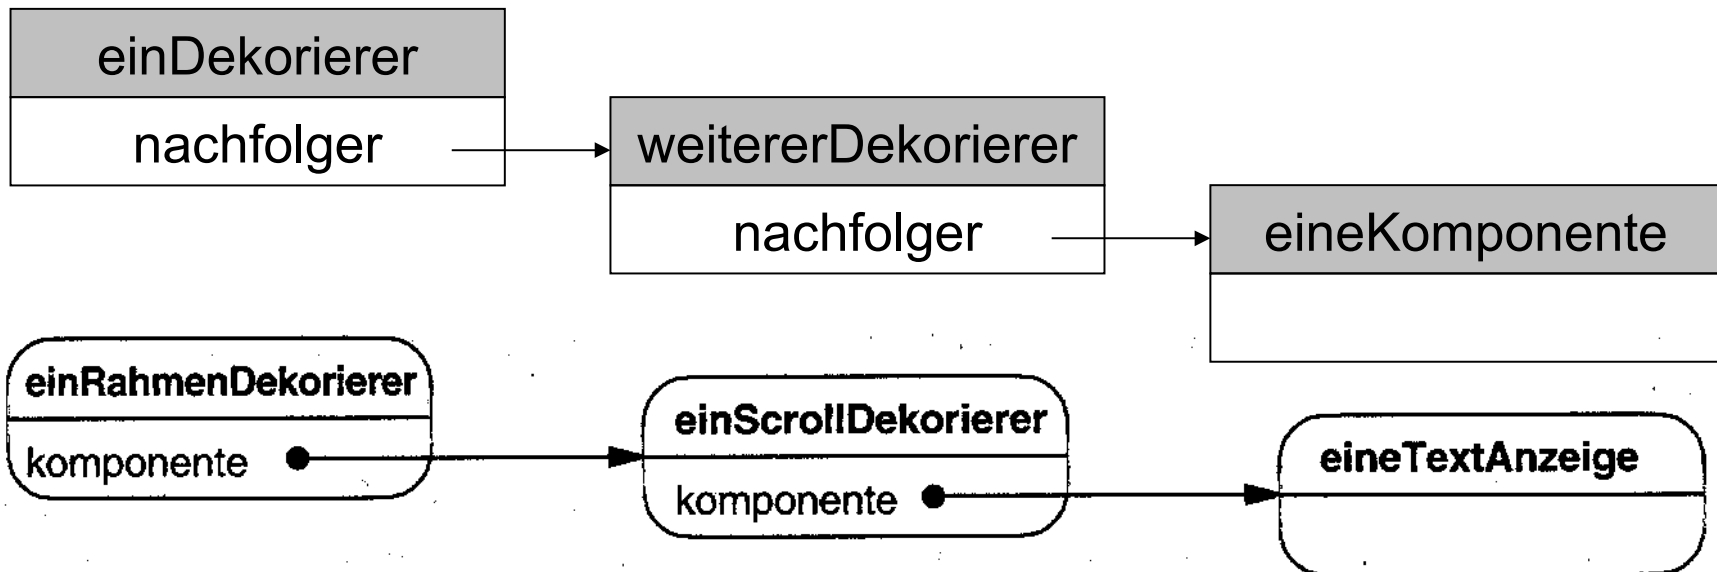 einDekorierer
nachfolger
weitererDekorierer
nachfolger
eineKomponente
einRahmenDekorierer
komponente
einScrollDekorierer
komponente
eineTextAnzeige